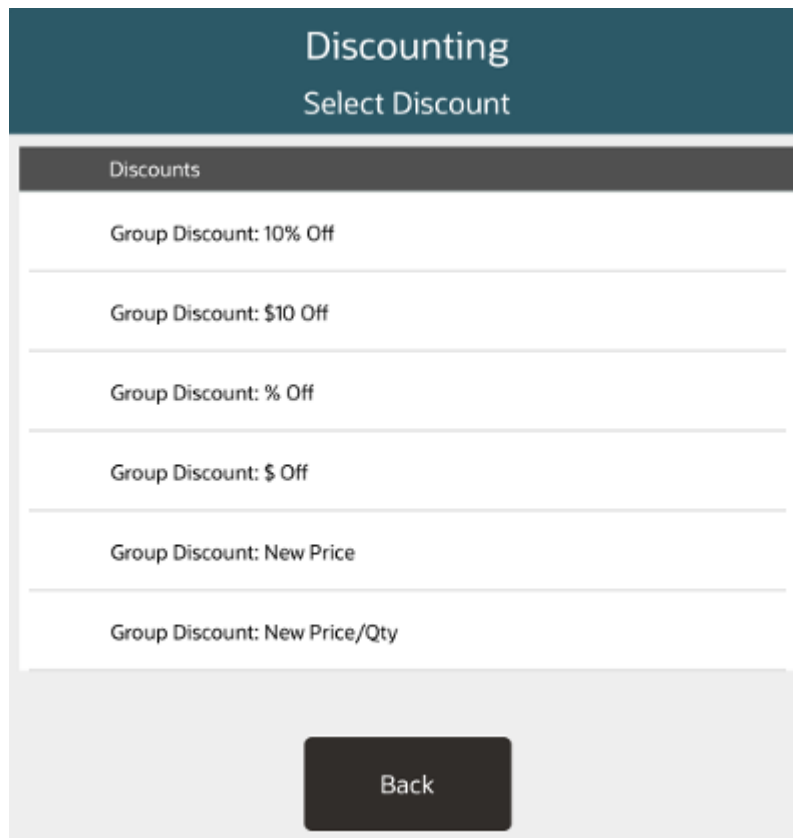 Discounting
Select Discount
Discounts
Group Discount: 10% Off
Group Discount: $10 Off
Group Discount: % Off
Group Discount: $ Off
Group Discount: New Price
Group Discount: New Price/Qty
Back